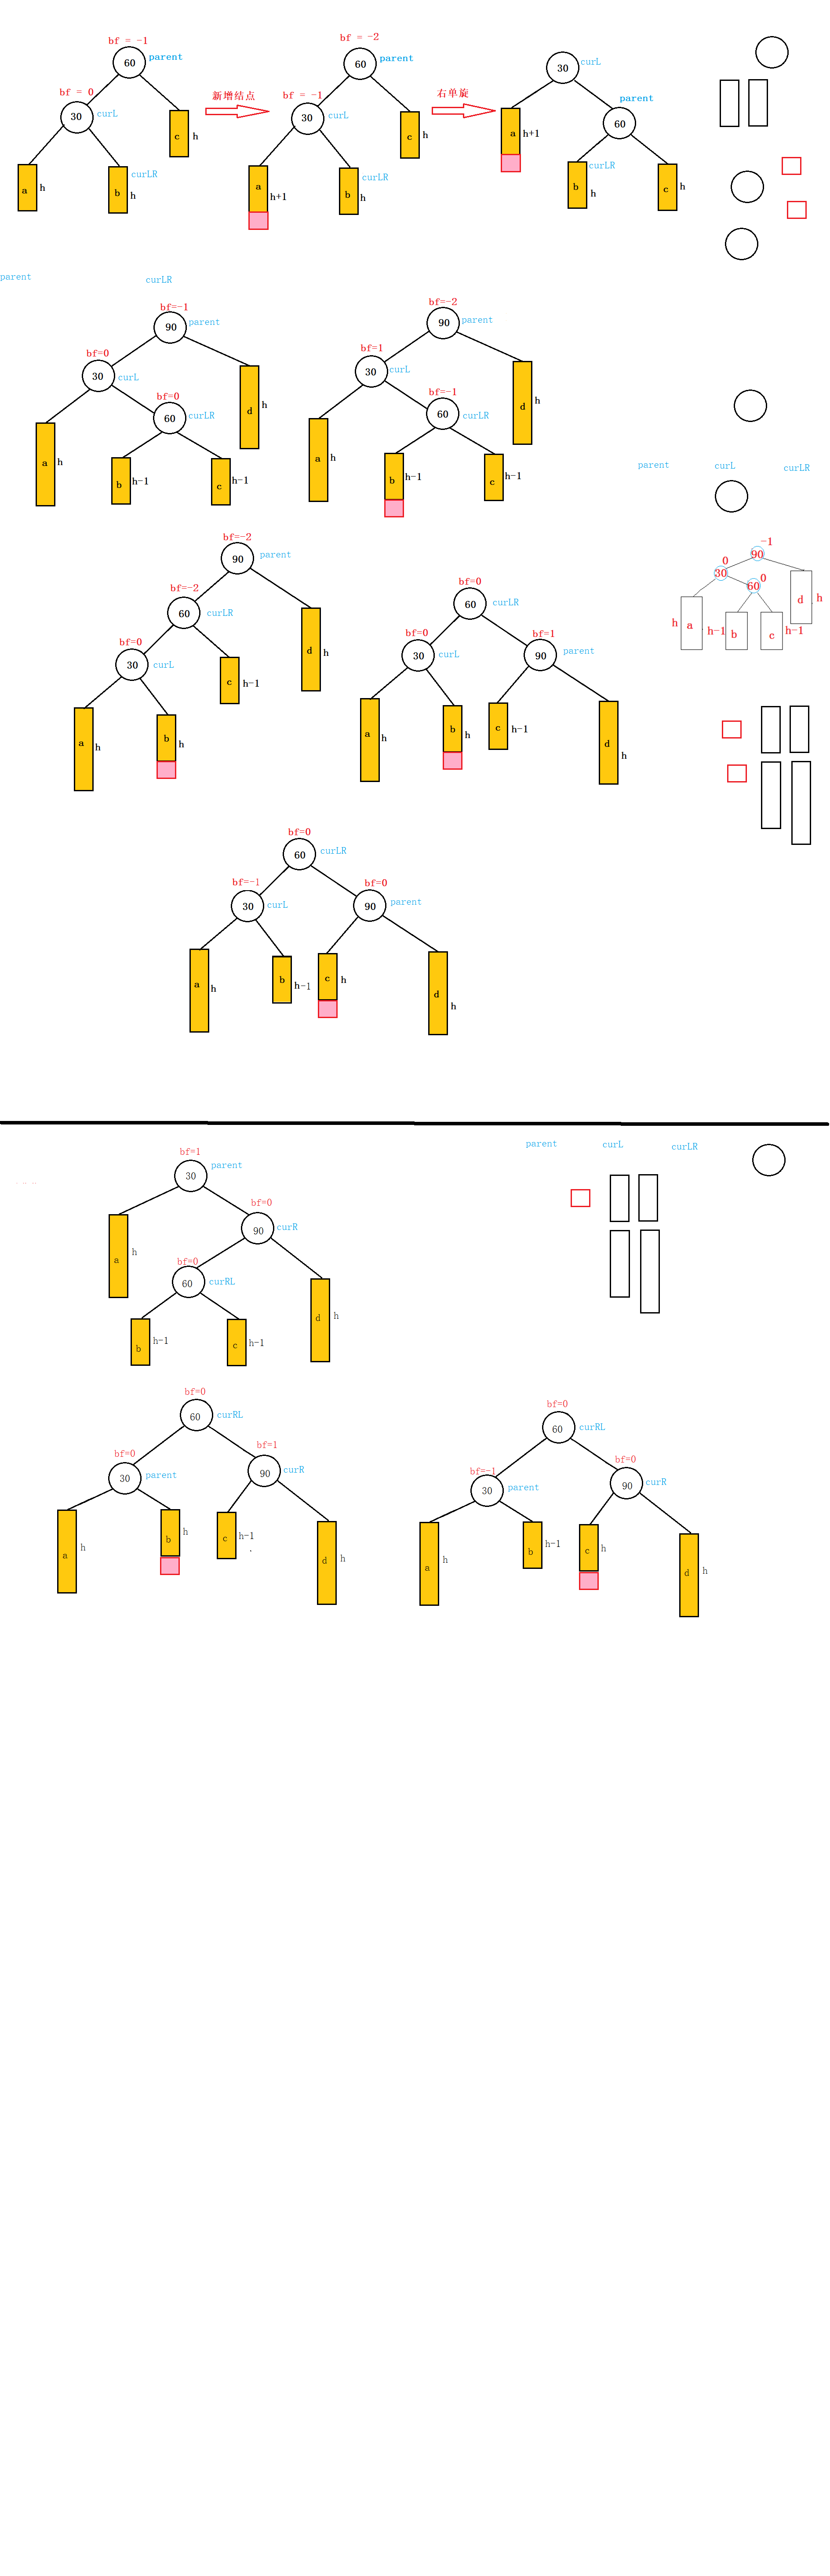 bf = -1
60 parent
bf = 0
30 curL
c h
curLR
a h
b h
新增结点
bf = -2
60 parent
bf = -1
30 curL
c h
curLR
a
h+1
b h
右单旋
30 curL
parent
60
a h+1
curLR
b h
c h
parent
curLR
bf=-1
90 parent
bf=0
30 curL
bf=0
60 curLR
d h
a h
b h-1
c h-1
bf=-2
90 parent
bf=1
30 curL
bf=-1
60 curLR
d h
a h
b h-1
c h-1
parent curL curLR
-1
90
0
30
0
60
d h
h a
h-1 b
c h-1
bf=-2
90 parent
bf=-2
60 curLR
bf=0
30 curL
d h
c h-1
a h
b h
bf=0
60 curLR
bf=0
30 curL
bf=1
90 parent
a h
b h
c h-1
d h
bf=0
60 curLR
bf=-1
30 curL
bf=0
90 parent
a h
b h-1
c h
d h
parent curL curLR
bf=1
30 parent
bf=0
90 curR
a h
bf=0
60 curRL
d h
b h-1
c h-1
bf=0
60 curRL
bf=0
30 parent
bf=1
90 curR
a h
b h
c h-1
d h
bf=0
60 curRL
bf=-1
30 parent
bf=0
90 curR
a h
b h-1
c h
d h